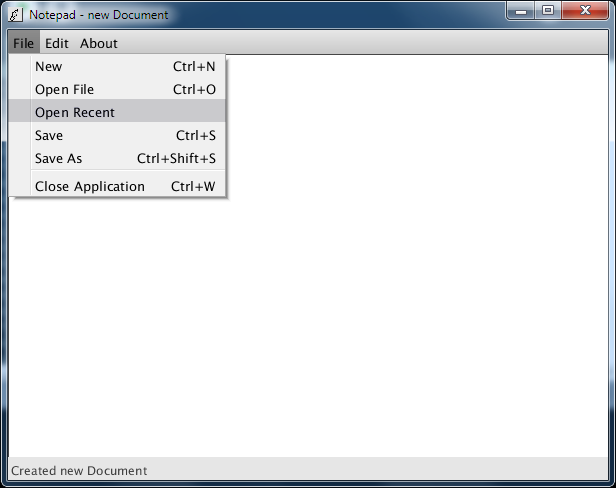 Notepad - new Document
File Edit About
New Ctrl+N
Open File Ctrl+O
Open Recent
Save Ctrl+S
Save As Ctrl+Shift+S
Close Application Ctrl+W
Created new Document